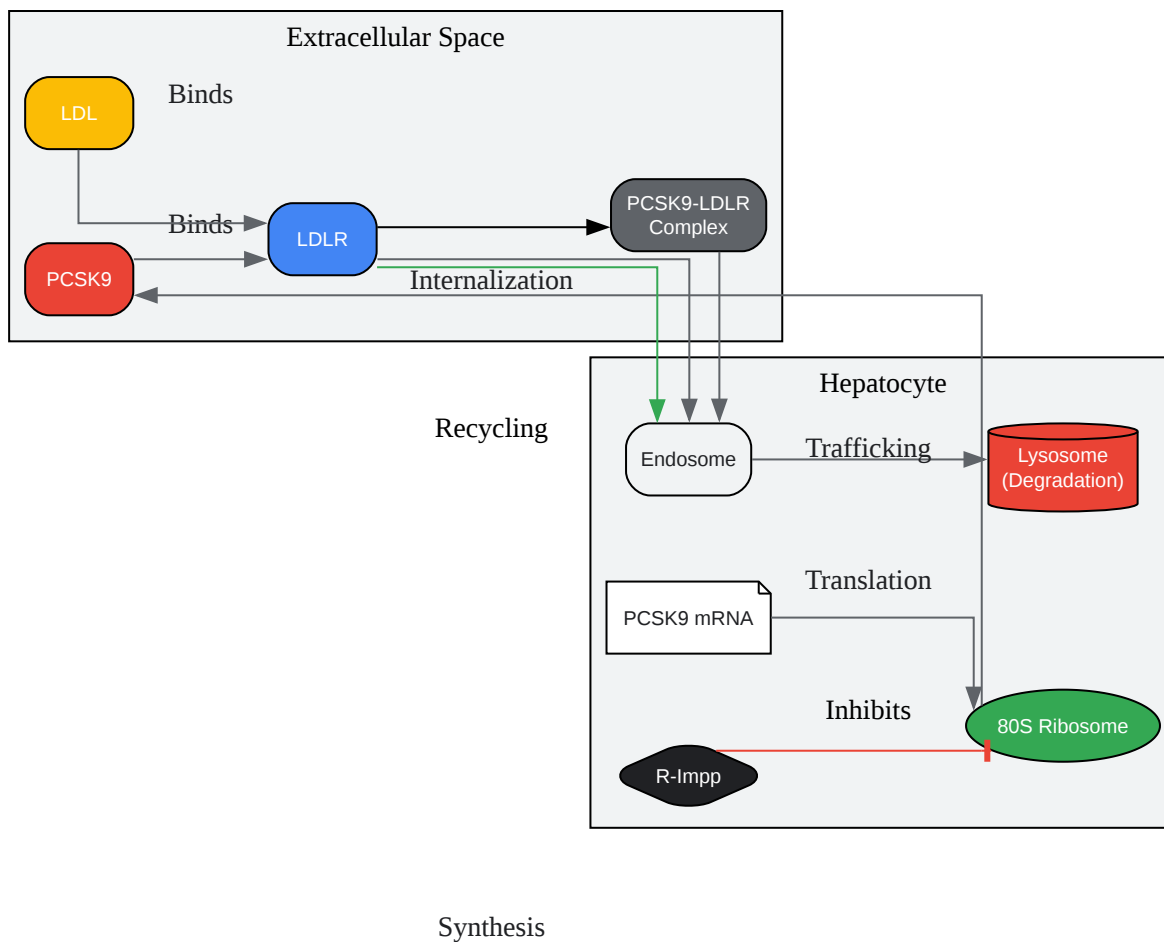 Extracellular Space
LDL
Binds
Binds
LDLR
PCSK9-LDLR
Complex
PCSK9
Internalization
Hepatocyte
Recycling
Endosome
Trafficking
Lysosome
(Degradation)
Translation
PCSK9 mRNA
Inhibits
80S Ribosome
R-Impp
Synthesis